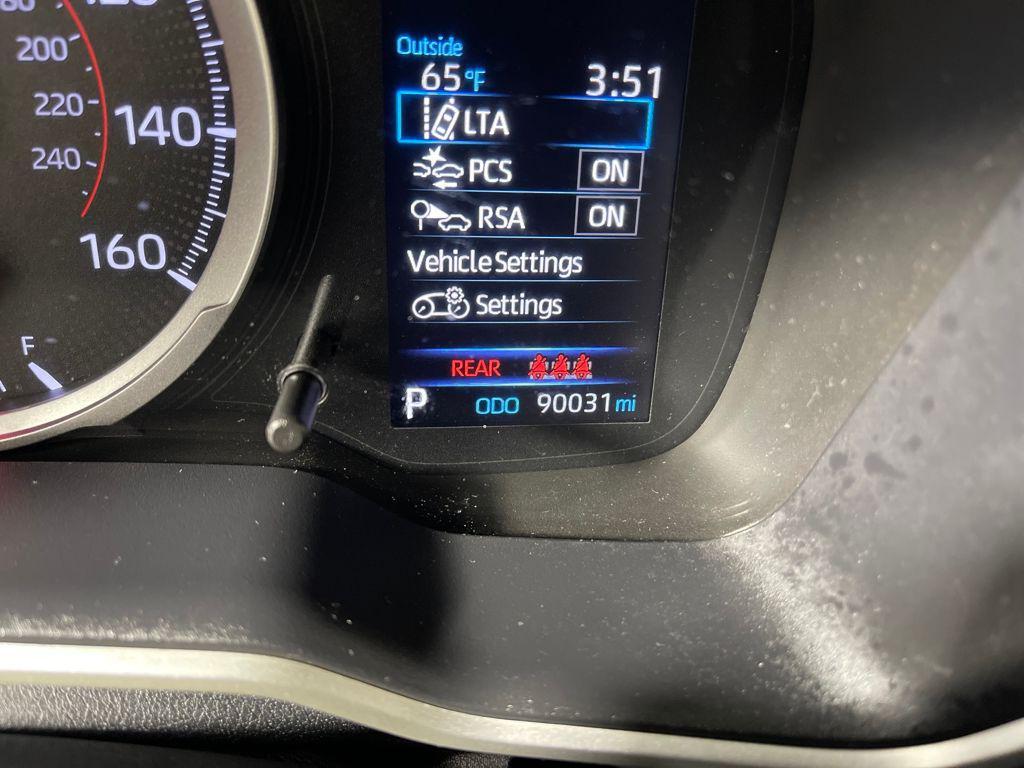 200
220
240
140
160
F
Outside
65°F 3:51
LTA
PCS ON
RSA ON
Vehicle Settings
Settings
REAR
P ODO 90031 mi